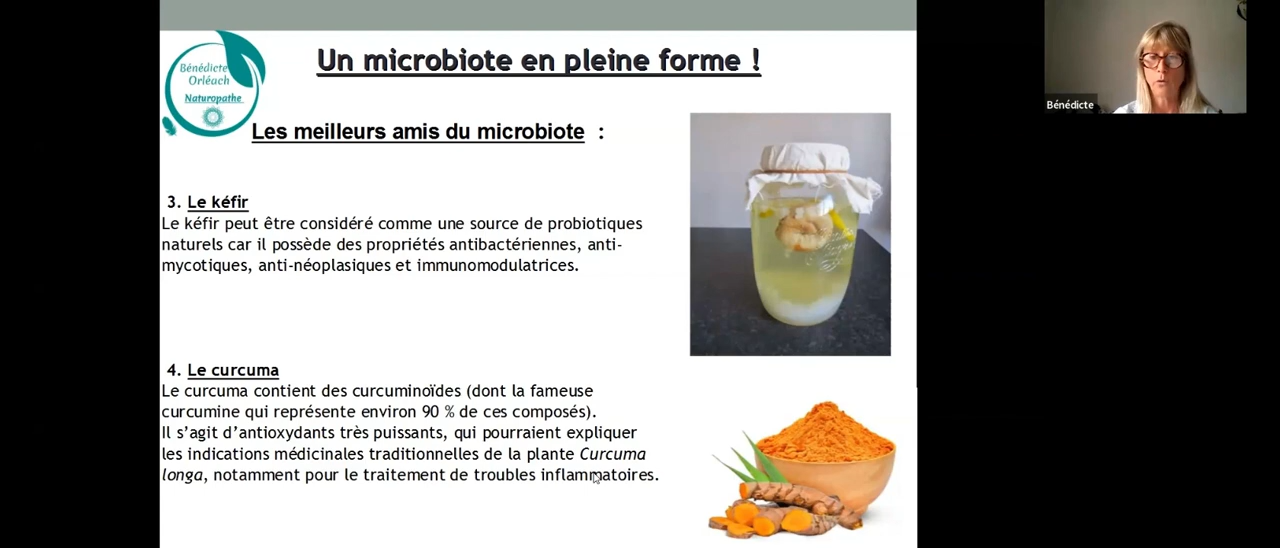 Bénédicte
Orléach
Naturopathe
Un microbiote en pleine forme !
Les meilleurs amis du microbiote :
3. Le kéfir
Le kéfir peut être considéré comme une source de probiotiques
naturels car il possède des propriétés antibactériennes, anti-
mycotiques, anti-néoplasiques et immunomodulatrices.
4. Le curcuma
Le curcuma contient des curcuminoïdes (dont la fameuse
curcumine qui représente environ 90 % de ces composés).
Il s’agit d’antioxydants très puissants, qui pourraient expliquer
les indications médicinales traditionnelles de la plante Curcuma
longa, notamment pour le traitement de troubles inflammatoires.
Bénédicte